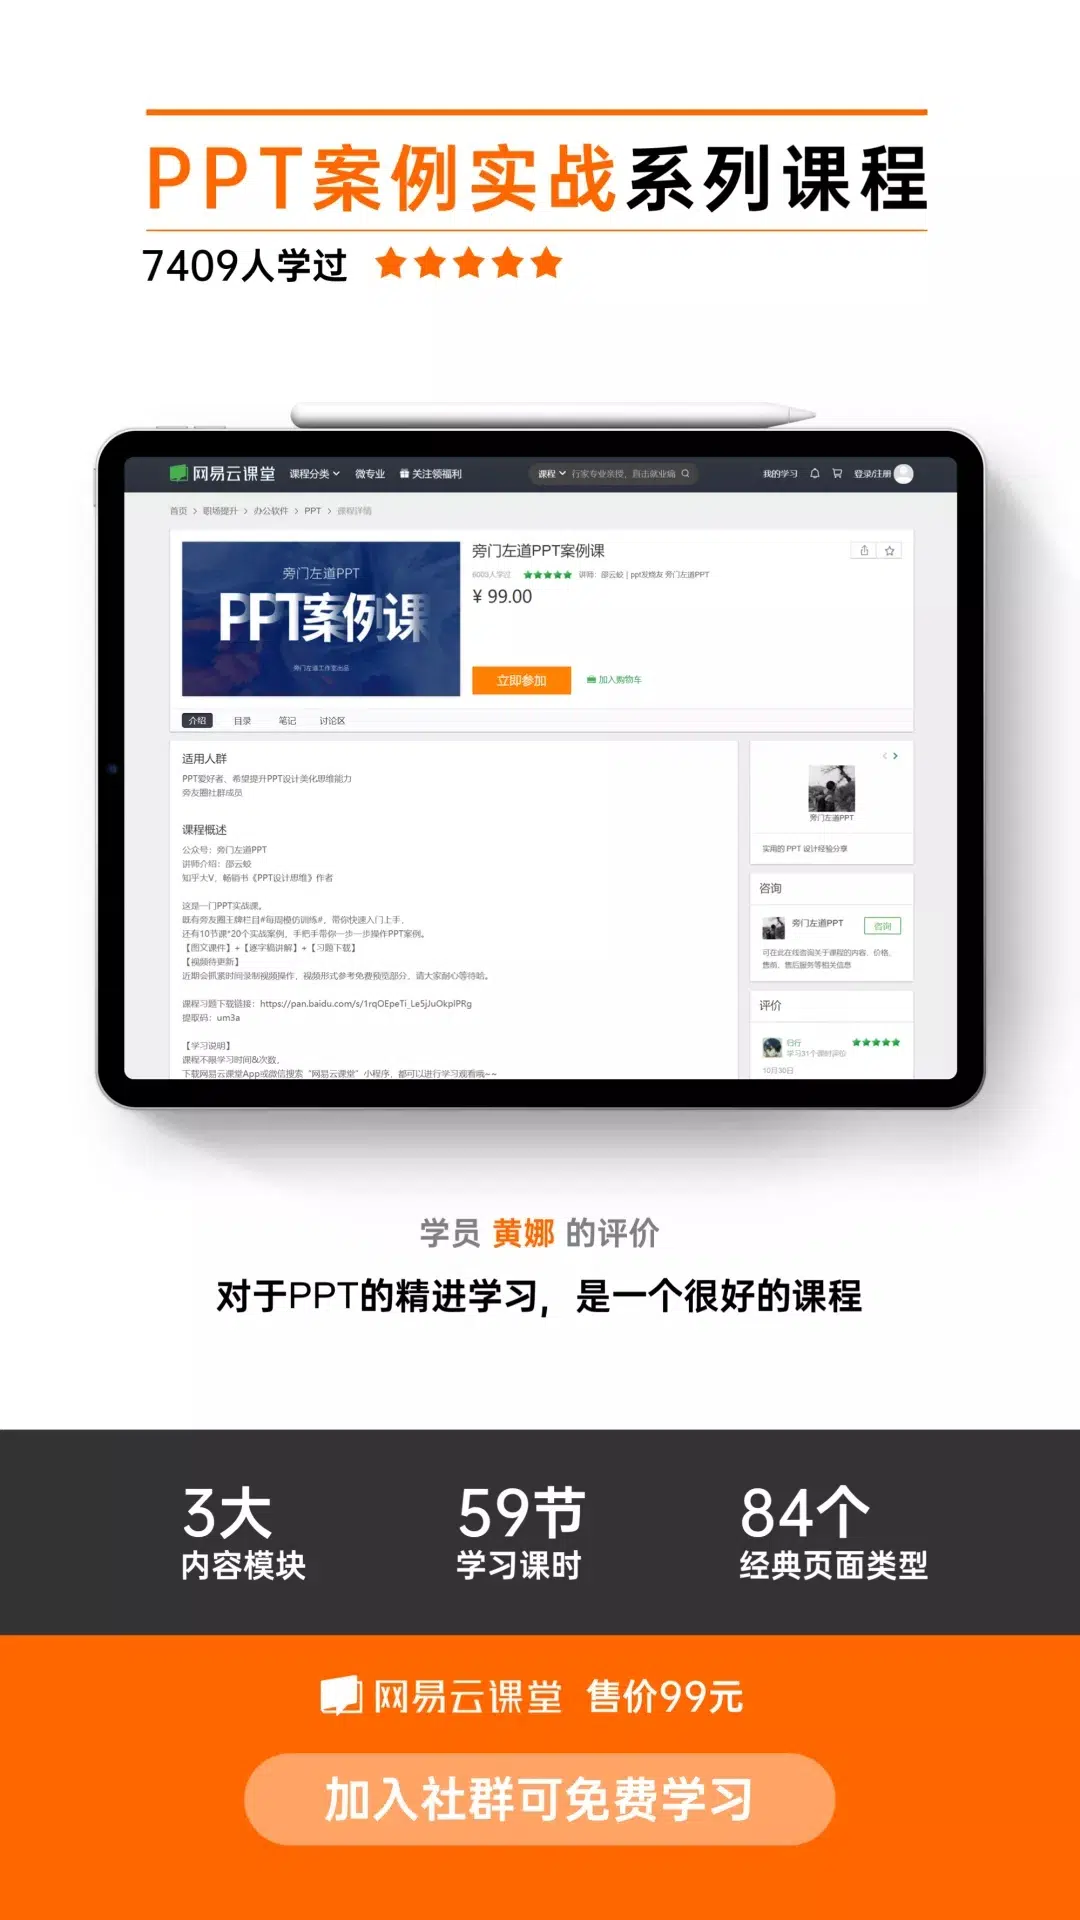 PPT案例实战系列课程
7409人学过
网易云课堂 课程分类 微专业 关注领福利 课程 行家专业亲授，直击就业痛 我的学习 登录/注册
首页 > 职场提升 > 办公软件 > PPT > 课程详情
旁门左道PPT
PPT案例课
旁门左道工作室出品
旁门左道PPT案例课
人学过 讲师：邵云蛟 | ppt发烧友 旁门左道PPT
¥ 99.00
立即参加 加入购物车
介绍 目录 笔记 讨论区
适用人群
PPT爱好者、希望提升PPT设计美化思维能力
旁友圈社群成员
课程概述
公众号：旁门左道PPT
讲师介绍：邵云蛟
知乎大V，畅销书《PPT设计思维》作者
这是一门PPT实战课。
既有旁友圈王牌栏目#每周模仿训练#，带你快速入门上手，
还有10节课*20个实战案例，手把手带你一步一步操作PPT案例。
【图文课件】+【逐字稿讲解】+【习题下载】
【视频待更新】
近期会抓紧时间录制视频操作，视频形式参考免费预览部分，请大家耐心等待哈。
课程习题下载链接：https://pan.baidu.com/s/1rqOEpeTi_Le5jJuOkplPRg
提取码：um3a
【学习说明】
课程不限学习时间&次数，
下载网易云课堂App或微信搜索“网易云课堂”小程序，都可以进行学习观看哦~~
旁门左道PPT
实用的 PPT 设计经验分享
咨询
旁门左道PPT
咨询
可在此在线咨询关于课程的内容、价格、
售前、售后服务等相关信息
评价
归行
学习31个课时评价
10月30日
学员 黄娜 的评价
对于PPT的精进学习，是一个很好的课程
3大
内容模块
59节
学习课时
84个
经典页面类型
网易云课堂 售价99元
加入社群可免费学习